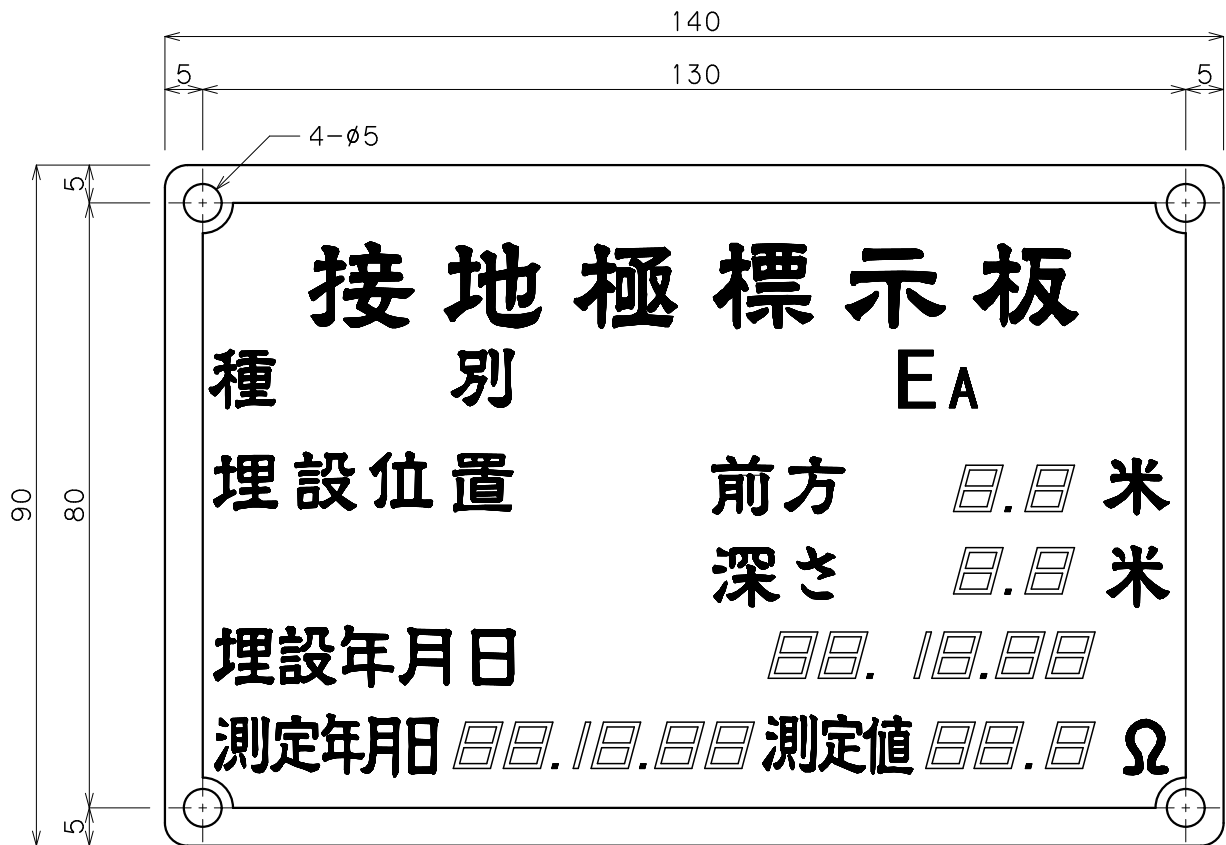 140
5 130 5
4-φ5
5
90
80
5
接地極標示板
種別 EA
埋設位置 前方 8.8 米
深さ 8.8 米
埋設年月日 88. 18.88
測定年月日 88.18.88 測定値 88.8 Ω